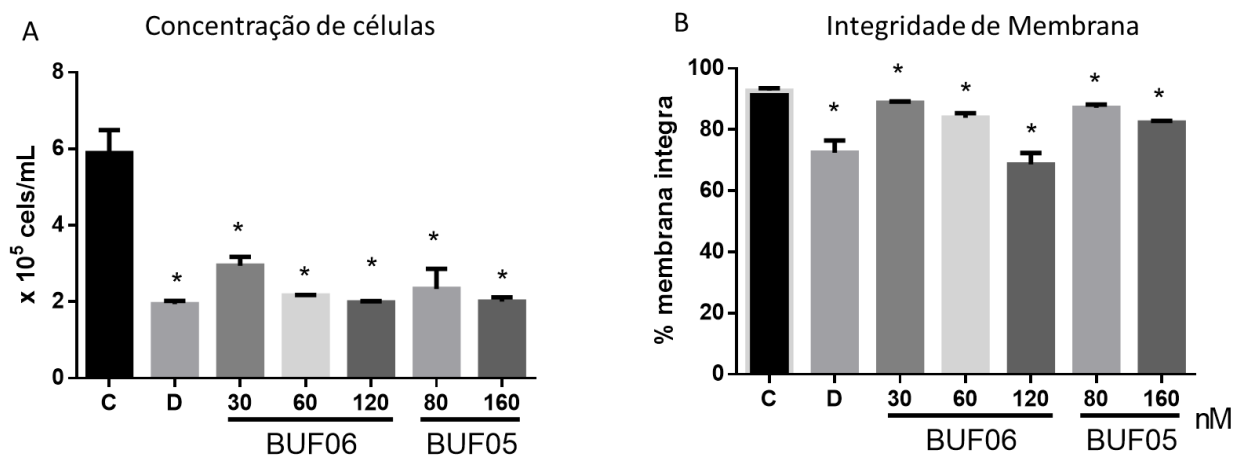 A
Concentração de células
x 10⁵ cels/mL
8
6
4
2
0
*
*
*
*
*
*
C D 30 60 120 80 160
BUF06 BUF05
B
Integridade de Membrana
% membrana integra
100
80
60
40
20
0
*
*
*
*
*
*
C D 30 60 120 80 160
nM
BUF06 BUF05